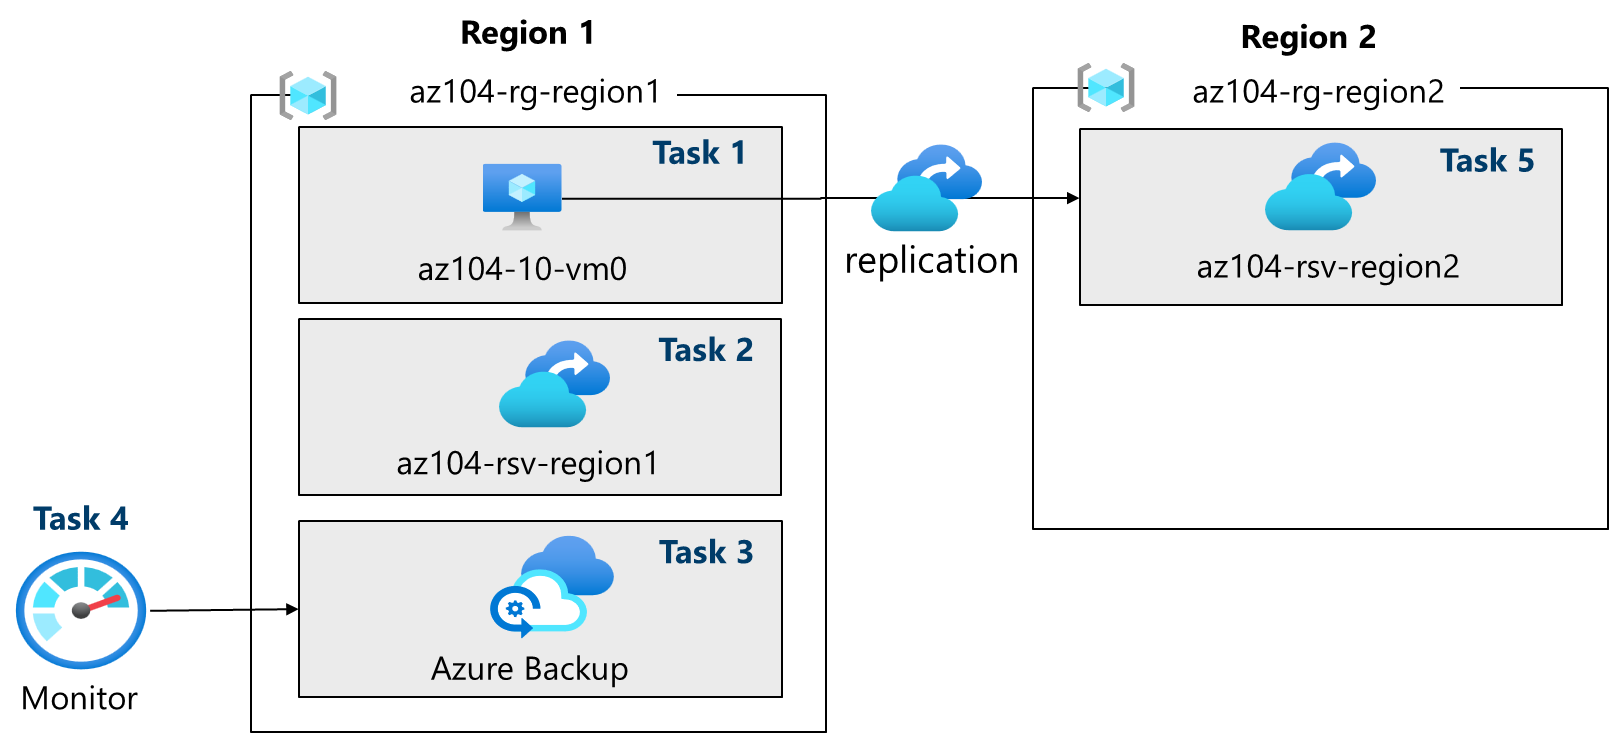 Region 1
az104-rg-region1
Task 1
az104-10-vm0
Task 2
az104-rsv-region1
Task 3
Azure Backup
Task 4
Monitor
replication
Region 2
az104-rg-region2
Task 5
az104-rsv-region2